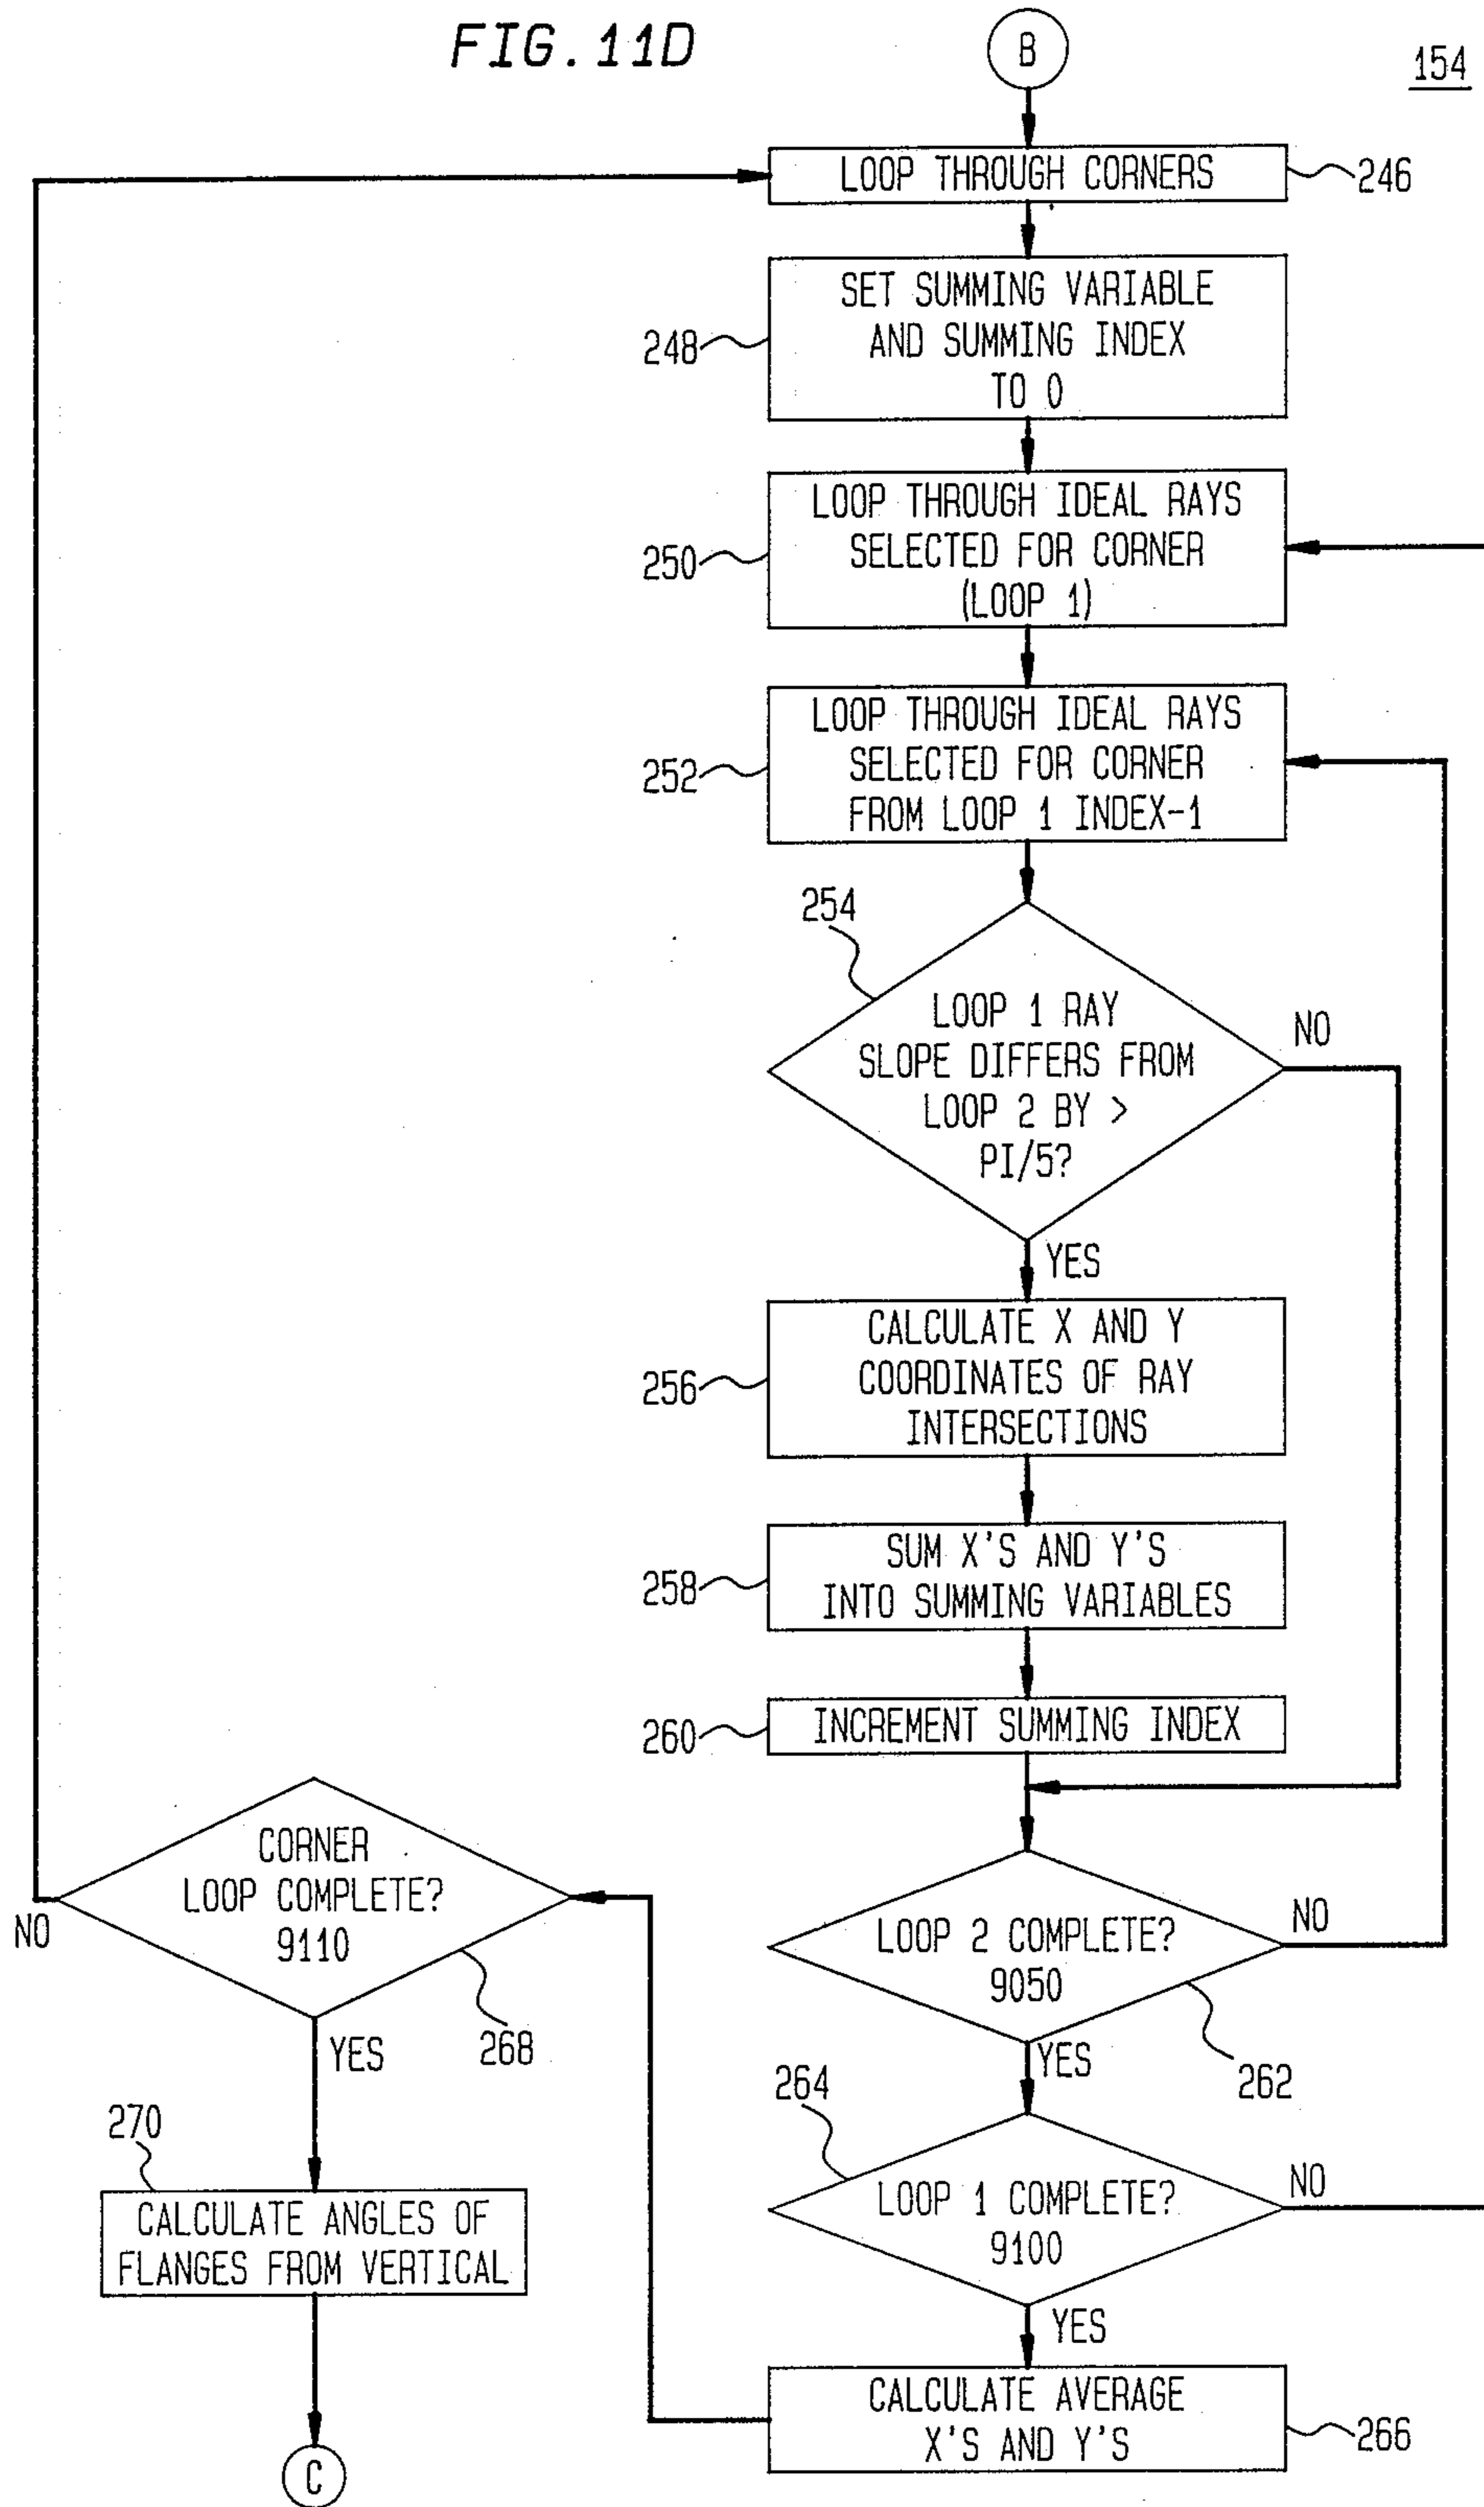 FIG. 11D
B
154
LOOP THROUGH CORNERS
246
SET SUMMING VARIABLE
AND SUMMING INDEX
TO 0
248
LOOP THROUGH IDEAL RAYS
SELECTED FOR CORNER
(LOOP 1)
250
LOOP THROUGH IDEAL RAYS
SELECTED FOR CORNER
FROM LOOP 1 INDEX-1
252
254
LOOP 1 RAY
SLOPE DIFFERS FROM
LOOP 2 BY >
PI/5?
NO
YES
CALCULATE X AND Y
COORDINATES OF RAY
INTERSECTIONS
256
SUM X'S AND Y'S
INTO SUMMING VARIABLES
258
INCREMENT SUMMING INDEX
260
LOOP 2 COMPLETE?
9050
NO
YES
262
264
LOOP 1 COMPLETE?
9100
NO
YES
CALCULATE AVERAGE
X'S AND Y'S
266
CORNER
LOOP COMPLETE?
9110
NO
YES
268
270
CALCULATE ANGLES OF
FLANGES FROM VERTICAL
C